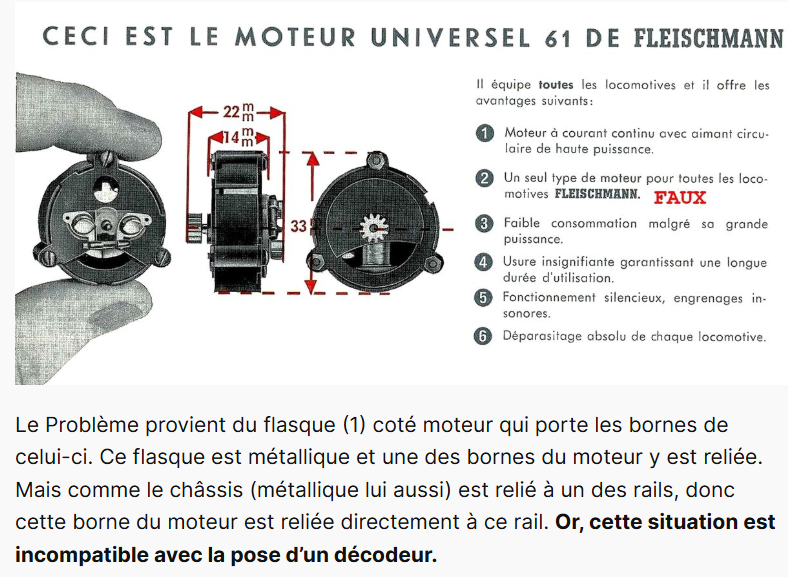 CECI EST LE MOTEUR UNIVERSEL 61 DE FLEISCHMANN
22 m/m
14 m/m
33
Il équipe toutes les locomotives et il offre les
avantages suivants:
1 Moteur à courant continu avec aimant circu-
laire de haute puissance.
2 Un seul type de moteur pour toutes les loco-
motives FLEISCHMANN. FAUX
3 Faible consommation malgré sa grande
puissance.
4 Usure insignifiante garantissant une longue
durée d'utilisation.
5 Fonctionnement silencieux, engrenages in-
sonores.
6 Déparasitage absolu de chaque locomotive.
Le Problème provient du flasque (1) coté moteur qui porte les bornes de
celui-ci. Ce flasque est métallique et une des bornes du moteur y est reliée.
Mais comme le châssis (métallique lui aussi) est relié à un des rails, donc
cette borne du moteur est reliée directement à ce rail. Or, cette situation est
incompatible avec la pose d’un décodeur.